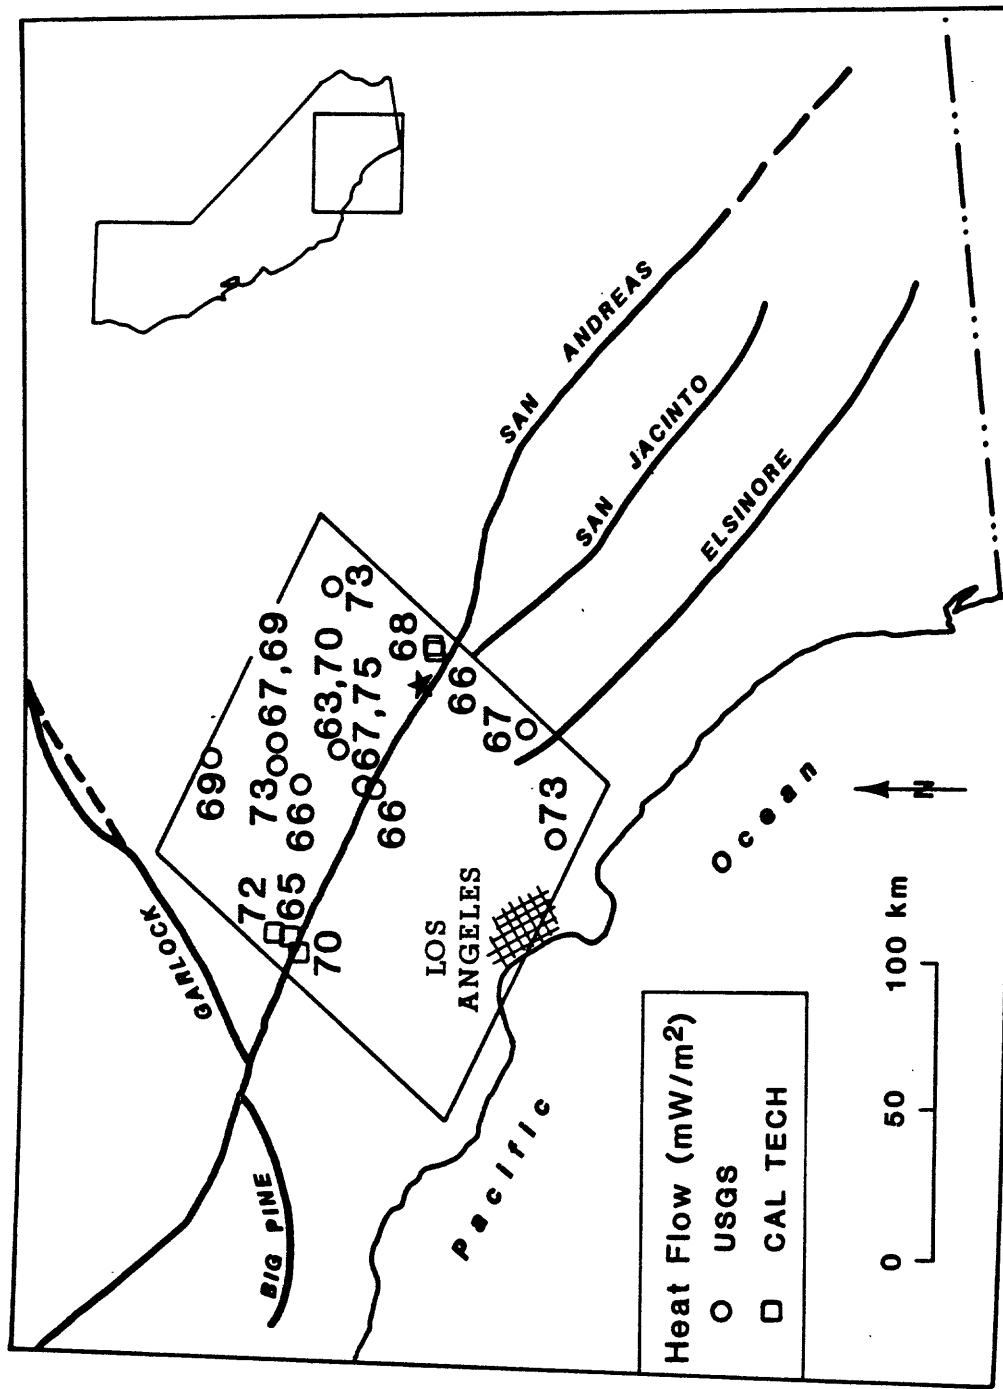 GARLOCK
BIG PINE
SAN ANDREAS
SAN JACINTO
ELSINORE
69
73
67,69
66
63,70
67,75
66
73
68
66
67
73
72
65
70
LOS
ANGELES
Pacific
Ocean
N
Heat Flow (mW/m²)
USGS
CAL TECH
0 50 100 km